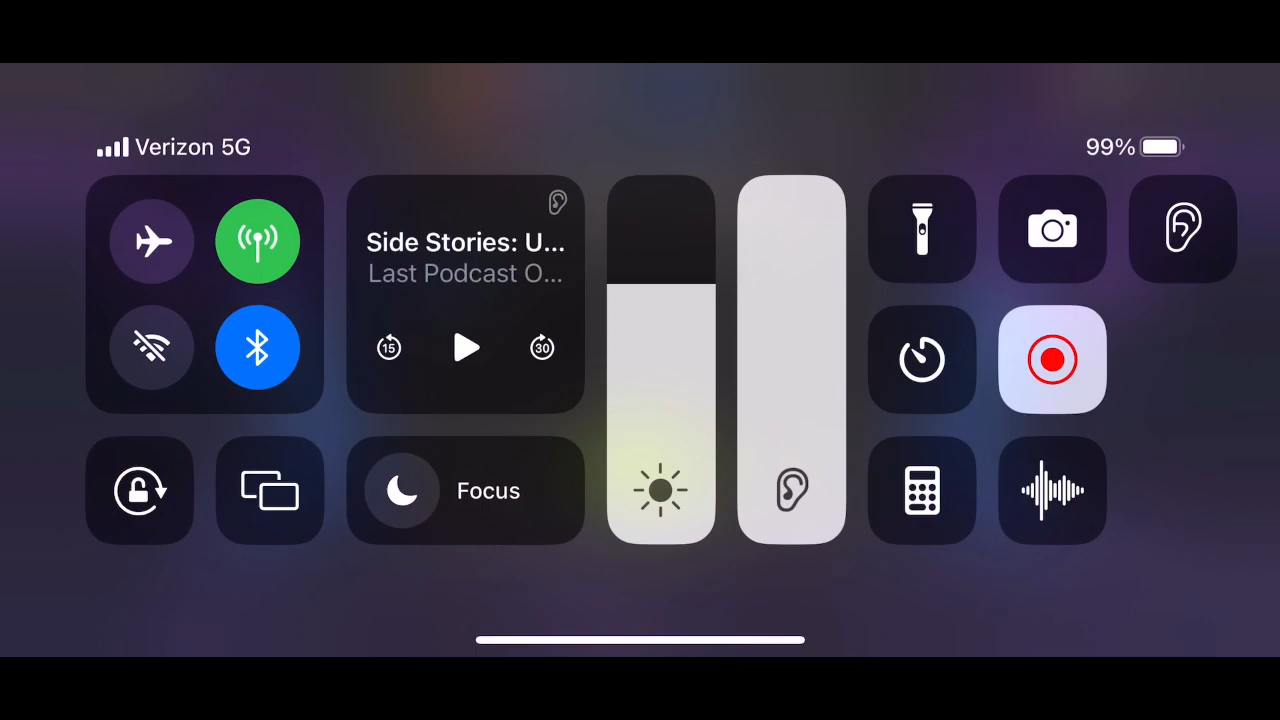 Verizon 5G
99%
Side Stories: U...
Last Podcast O...
15
30
Focus